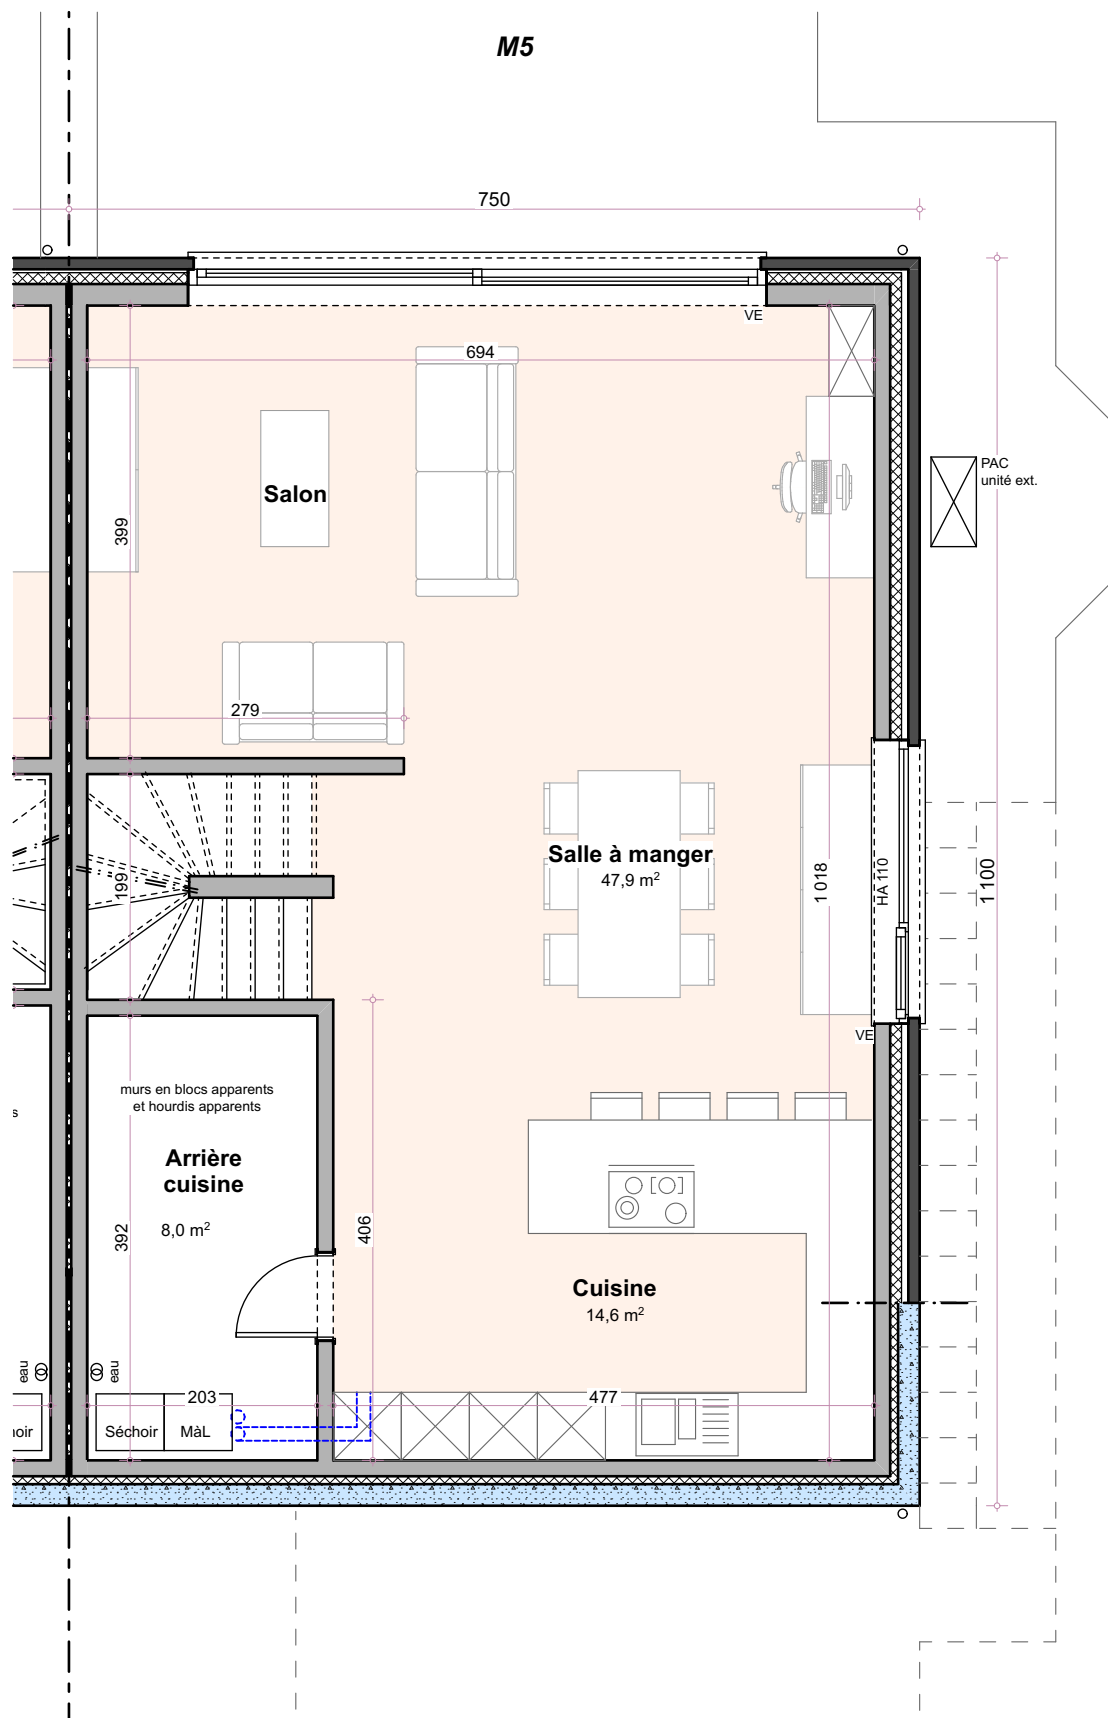 M5
750
VE
694
PAC
unité ext.
Salon
399
279
Salle à manger
47,9 m²
199
1 018
HA 110
1 100
VE
murs en blocs apparents
et hourdis apparents
s
Arrière
cuisine
8,0 m²
392
406
Cuisine
14,6 m²
eau
eau
203
477
noir
Séchoir
MàL